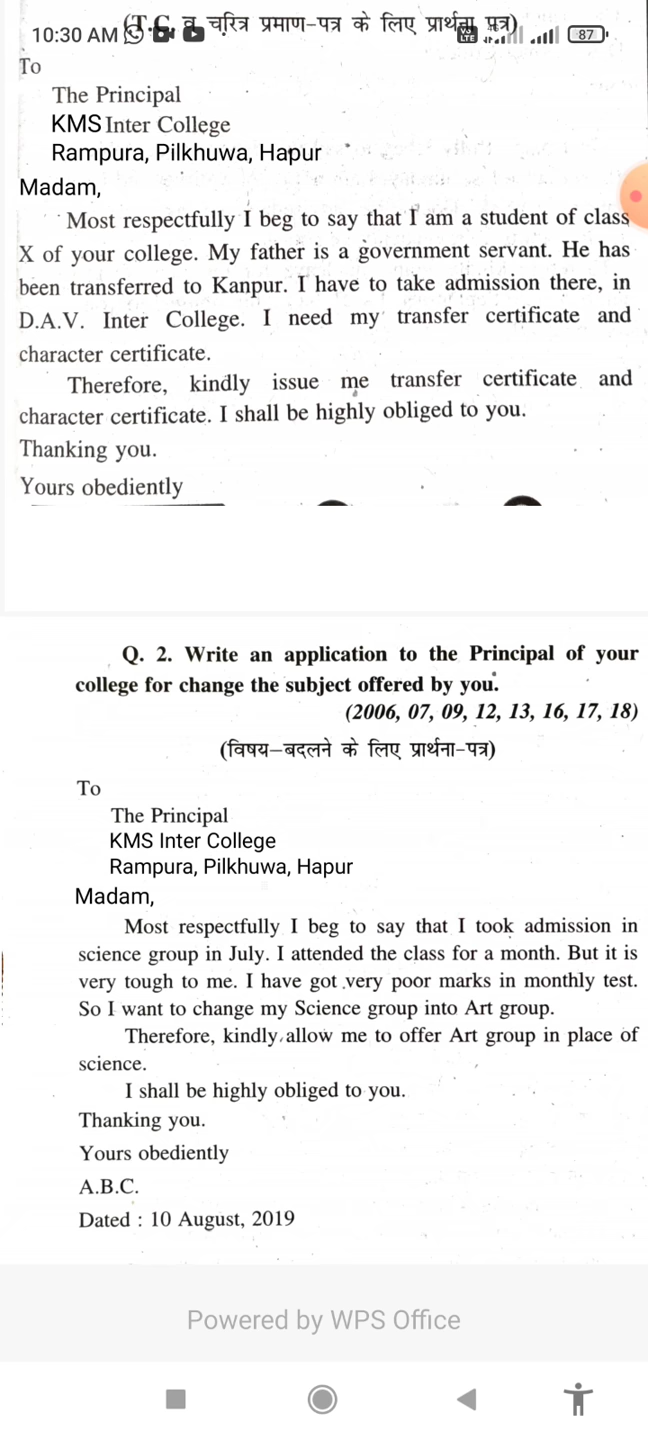 10:30 AM
87
(T.C. व चरित्र प्रमाण-पत्र के लिए प्रार्थना पत्र)
To
The Principal
KMS Inter College
Rampura, Pilkhuwa, Hapur
Madam,
Most respectfully I beg to say that I am a student of class
X of your college. My father is a government servant. He has
been transferred to Kanpur. I have to take admission there, in
D.A.V. Inter College. I need my transfer certificate and
character certificate.
Therefore, kindly issue me transfer certificate and
character certificate. I shall be highly obliged to you.
Thanking you.
Yours obediently
Q. 2. Write an application to the Principal of your
college for change the subject offered by you.
(2006, 07, 09, 12, 13, 16, 17, 18)
(विषय-बदलने के लिए प्रार्थना-पत्र)
To
The Principal
KMS Inter College
Rampura, Pilkhuwa, Hapur
Madam,
Most respectfully I beg to say that I took admission in
science group in July. I attended the class for a month. But it is
very tough to me. I have got very poor marks in monthly test.
So I want to change my Science group into Art group.
Therefore, kindly allow me to offer Art group in place of
science.
I shall be highly obliged to you.
Thanking you.
Yours obediently
A.B.C.
Dated : 10 August, 2019
Powered by WPS Office